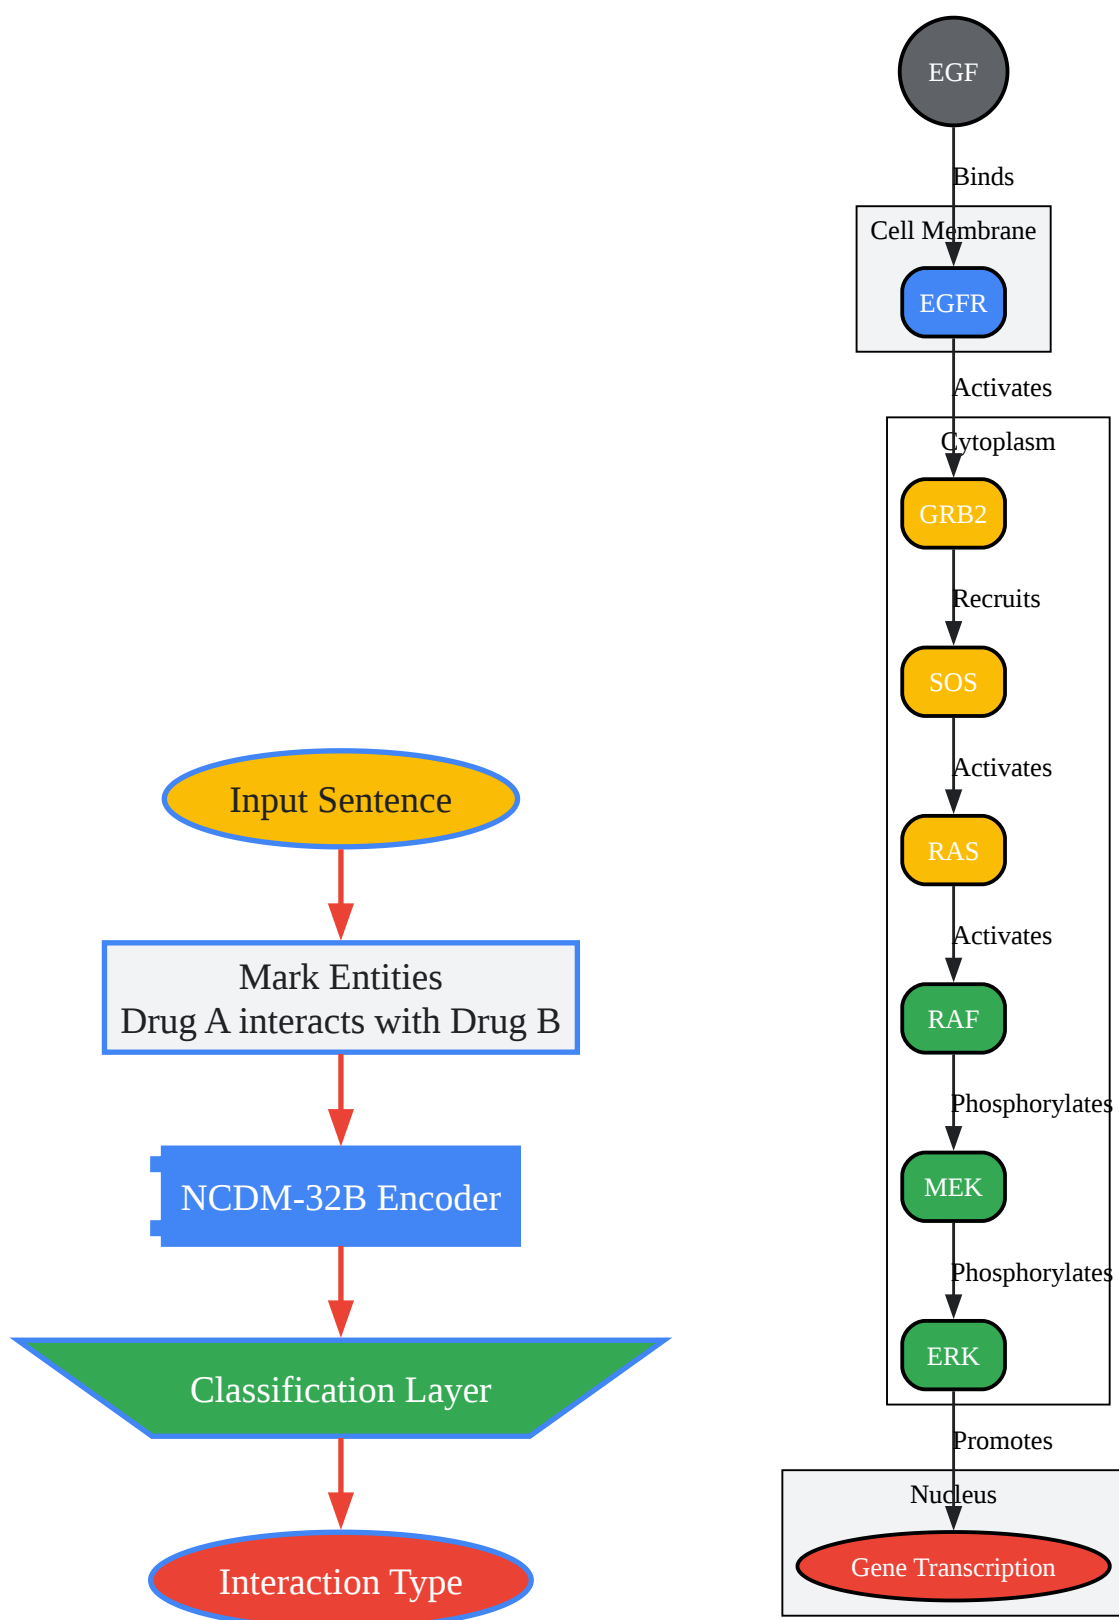 Input Sentence
Mark Entities
Drug A interacts with Drug B
NCDM-32B Encoder
Classification Layer
Interaction Type
EGF
Binds
Cell Membrane
EGFR
Activates
Cytoplasm
GRB2
Recruits
SOS
Activates
RAS
Activates
RAF
Phosphorylates
MEK
Phosphorylates
ERK
Promotes
Nucleus
Gene Transcription